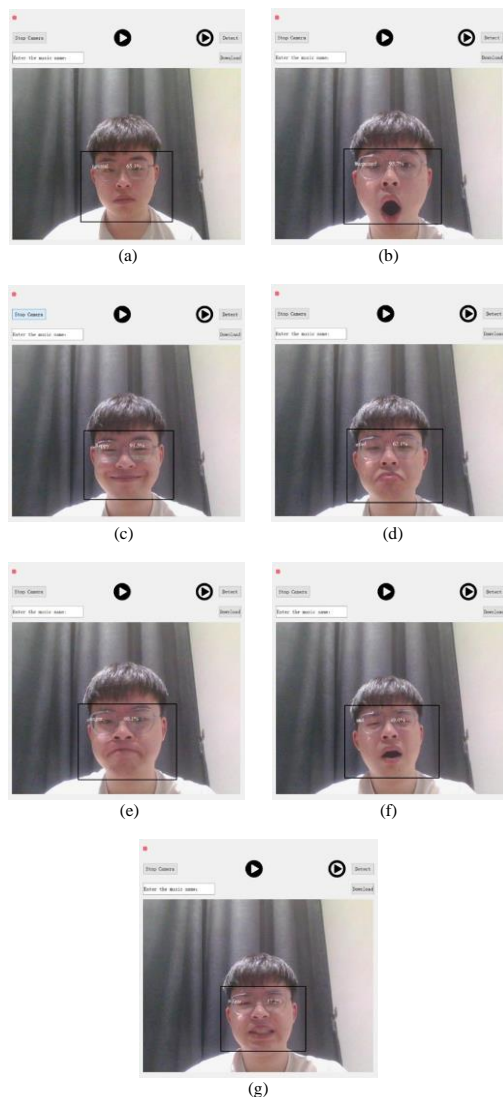 Stop Camera
Detect
Enter the music name:
Download
Stop Camera
Detect
Enter the music name:
Download
(a)
(b)
Stop Camera
Detect
Enter the music name:
Download
Stop Camera
Detect
Enter the music name:
Download
(c)
(d)
Stop Camera
Detect
Enter the music name:
Download
Stop Camera
Detect
Enter the music name:
Download
(e)
(f)
Stop Camera
Detect
Enter the music name:
Download
(g)